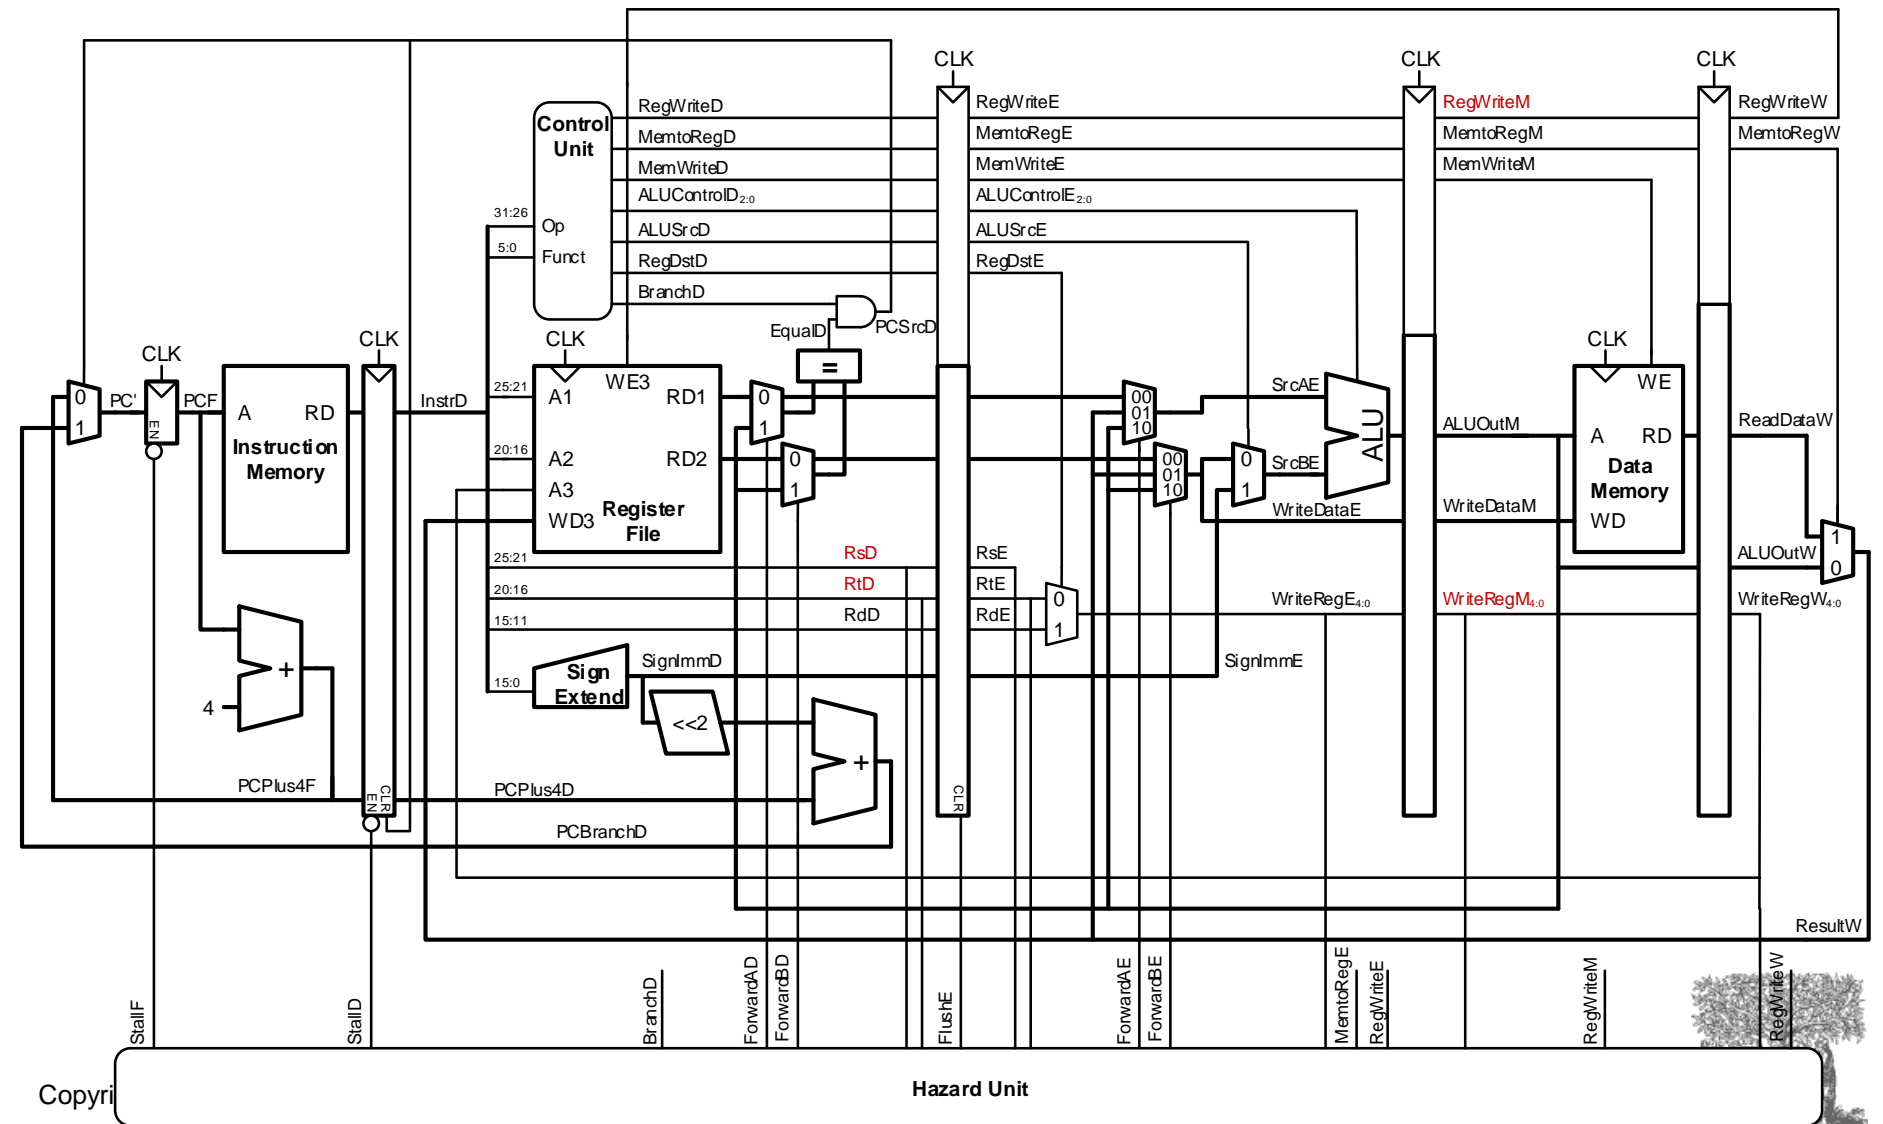 CLK
CLK
CLK
RegWriteD
RegWriteE
RegWriteM
RegWriteW
Control
Unit
MemtoRegD
MemtoRegE
MemtoRegM
MemtoRegW
MemWriteD
MemWriteE
MemWriteM
ALUControlD2:0
ALUControlE2:0
31:26
Op
ALUSrcD
ALUSrcE
5:0
Funct
RegDstD
RegDstE
BranchD
EqualD
PCSrcD
CLK
CLK
CLK
CLK
=
0
1
PC'
EN
PCF
A
RD
Instruction
Memory
InstrD
25:21
A1
WE3
RD1
0
1
20:16
A2
RD2
0
1
A3
WD3
Register
File
00
01
10
00
01
10
0
1
SrcAE
SrcBE
ALU
ALUOutM
A
RD
WE
Data
Memory
WD
ReadDataW
WriteDataE
WriteDataM
1
0
ALUOutW
25:21
RsD
RsE
20:16
RtD
RtE
15:11
RdD
RdE
0
1
WriteRegE4:0
WriteRegM4:0
WriteRegW4:0
15:0
Sign
Extend
SignImmD
SignImmE
<<2
+
4
+
PCPlus4F
EN
CLR
PCPlus4D
CLR
PCBranchD
ResultW
StallF
StallD
BranchD
ForwardAD
ForwardBD
FlushE
ForwardAE
ForwardBE
MemtoRegE
RegWriteE
RegWriteM
RegWriteW
Copyri
Hazard Unit